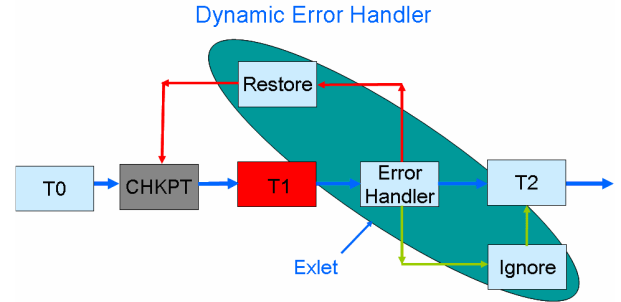 Dynamic Error Handler
Restore
T0
CHKPT
T1
Error
Handler
T2
Exlet
Ignore